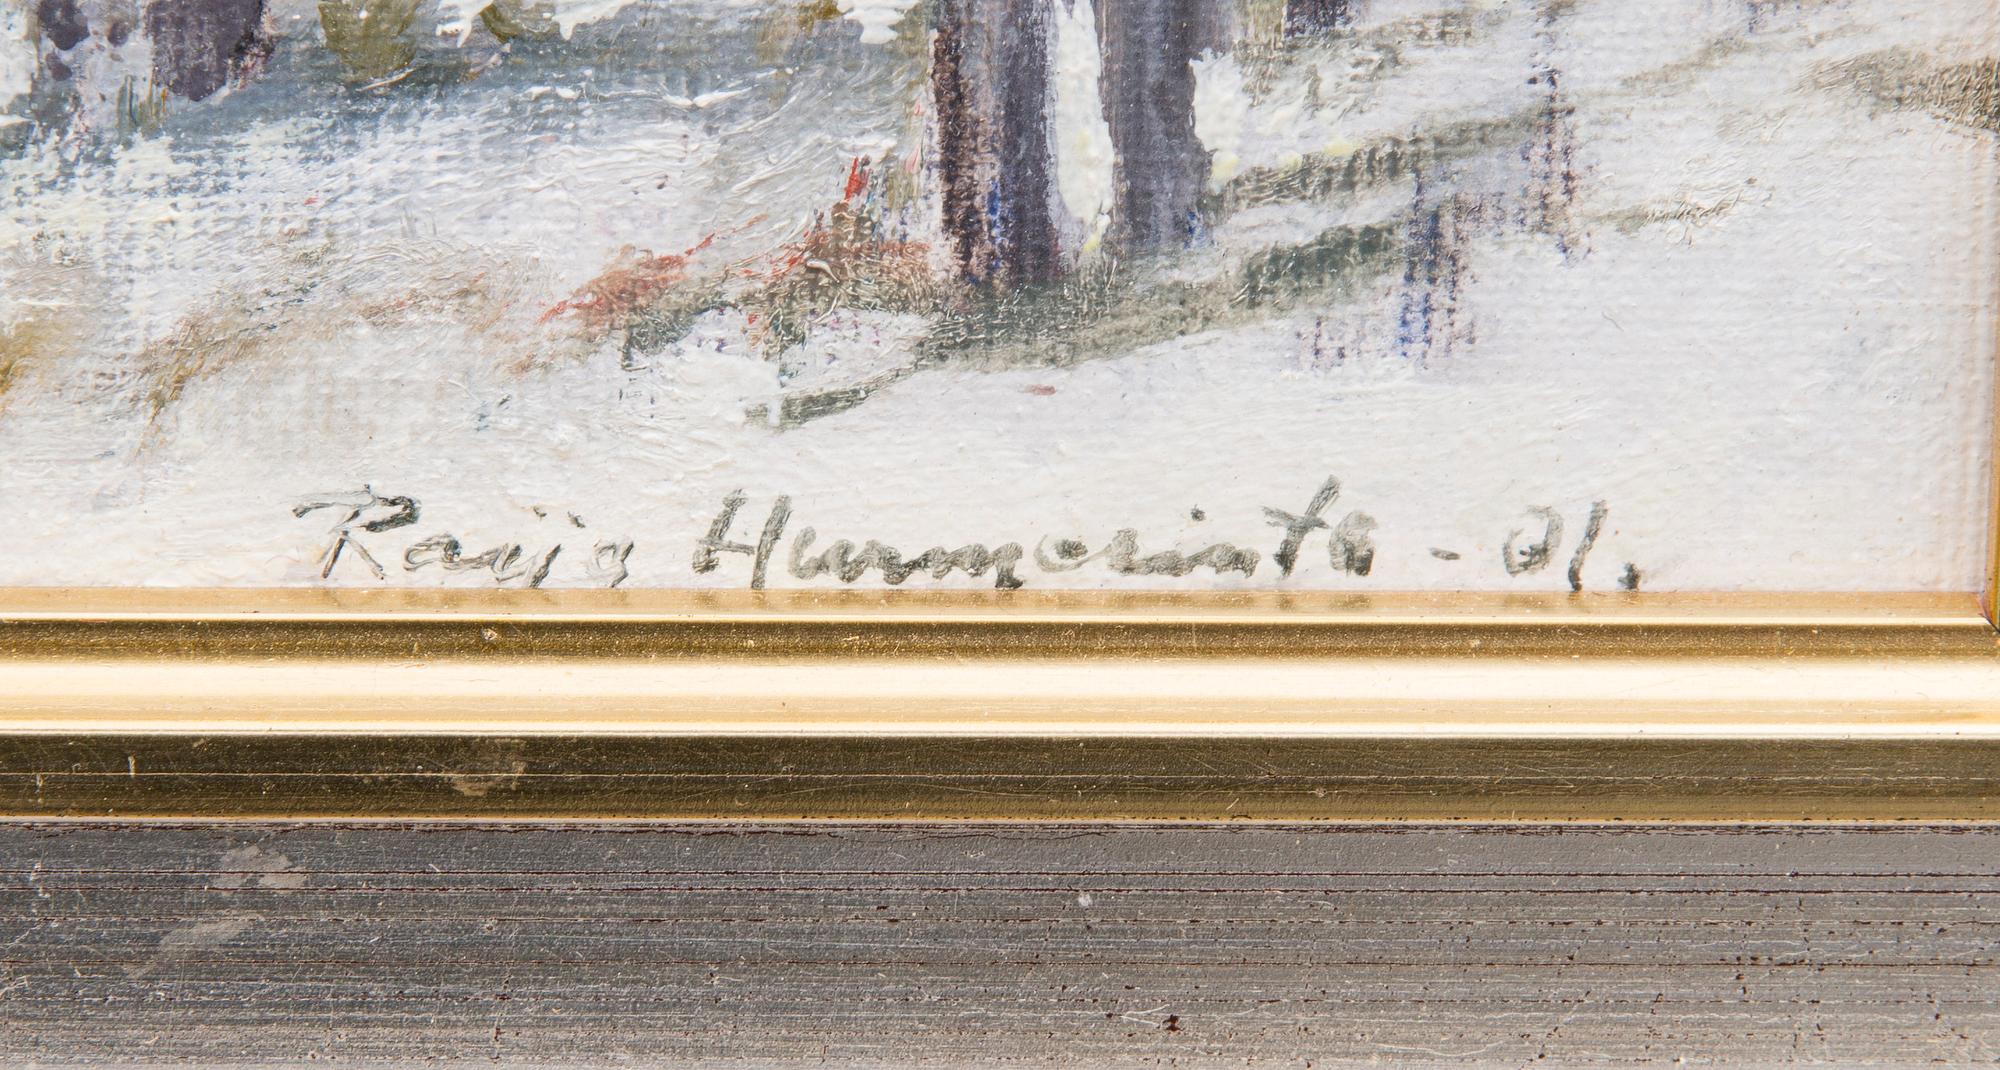 Raija Hurmerinta - 01.